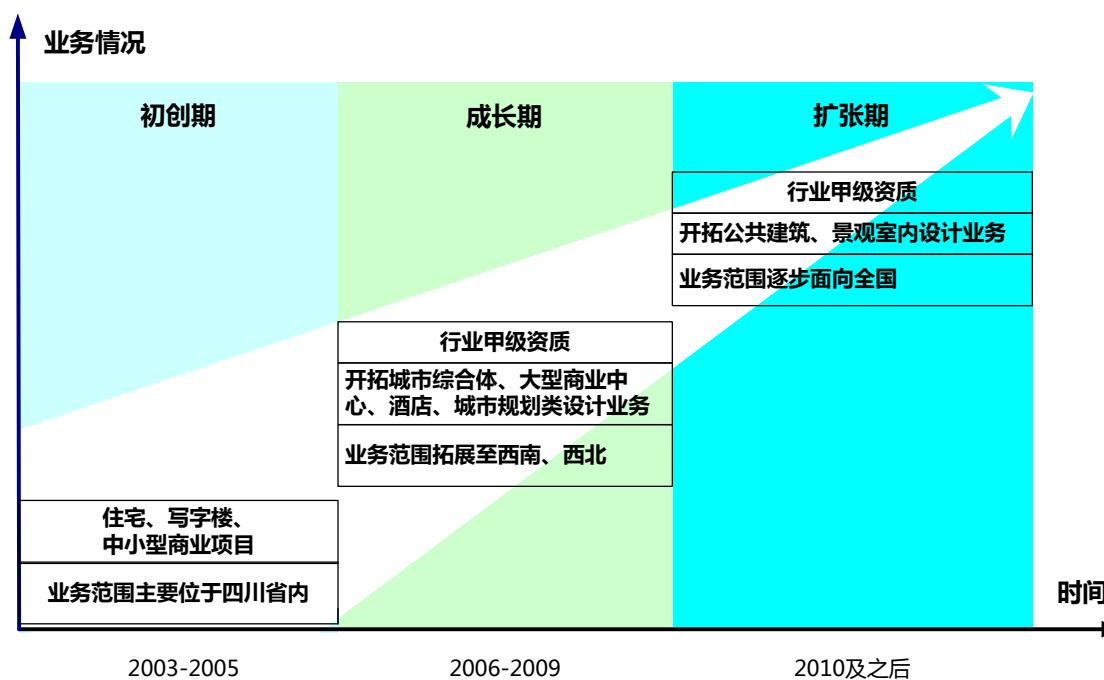 业务情况
初创期
成长期
扩张期
行业甲级资质
开拓公共建筑、景观室内设计业务
业务范围逐步面向全国
行业甲级资质
开拓城市综合体、大型商业中
心、酒店、城市规划类设计业务
业务范围拓展至西南、西北
住宅、写字楼、
中小型商业项目
业务范围主要位于四川省内
时间
2003-2005
2006-2009
2010及之后